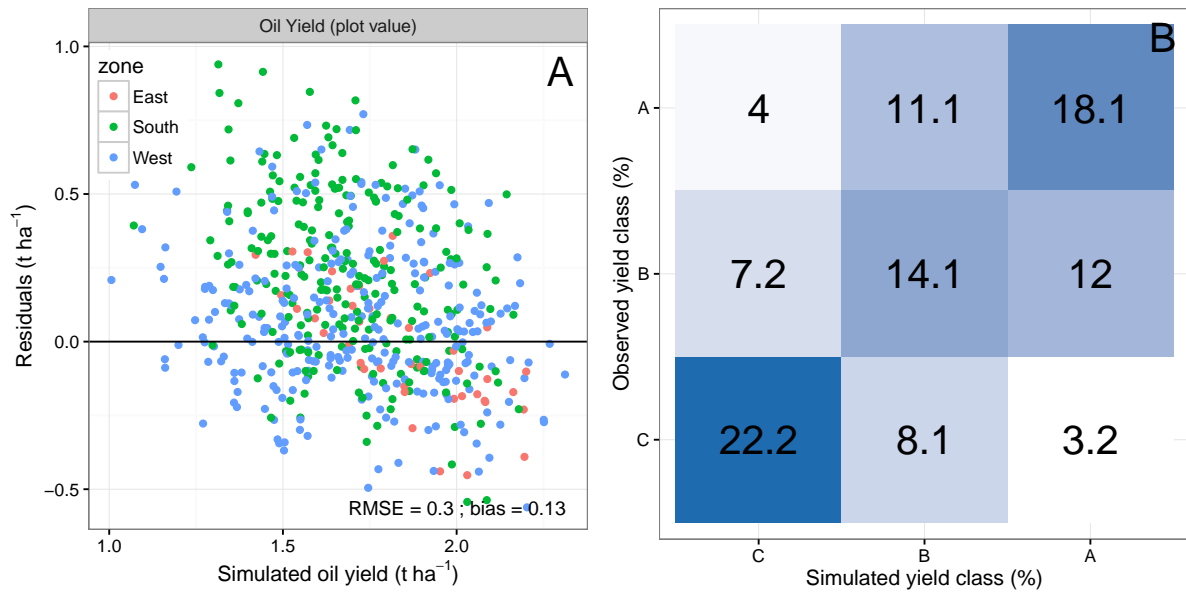 Oil Yield (plot value)
A
zone
East
South
West
1.0
0.5
0.0
−0.5
Residuals (t ha⁻¹)
RMSE = 0.3 ; bias = 0.13
1.0 1.5 2.0
Simulated oil yield (t ha⁻¹)
B
Observed yield class (%)
A 4 11.1 18.1
B 7.2 14.1 12
C 22.2 8.1 3.2
C B A
Simulated yield class (%)